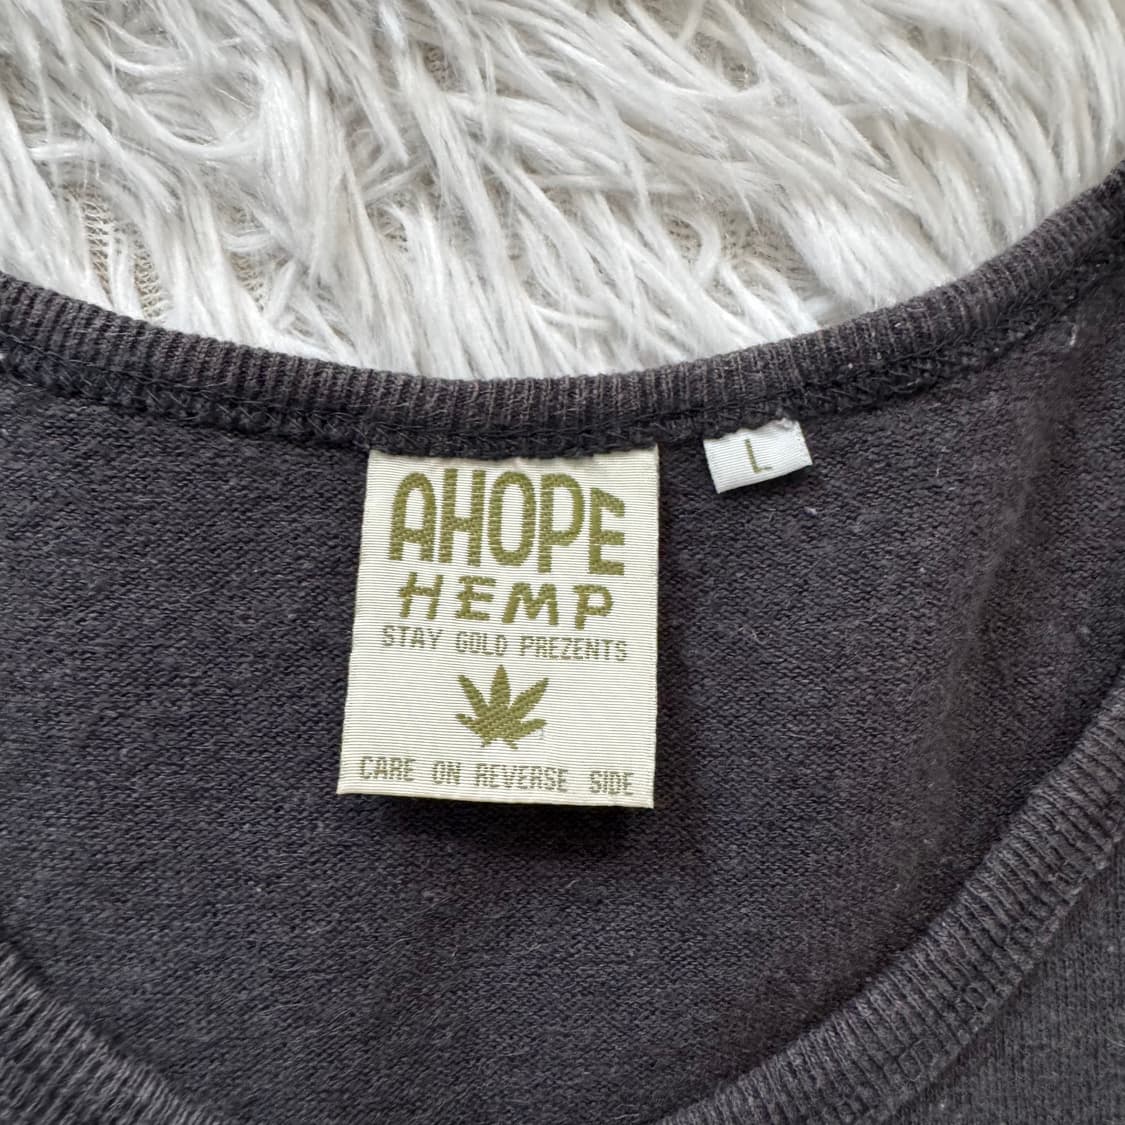 AHOPE
HEMP
STAY GOLD PREZENTS
CARE ON REVERSE SIDE
L